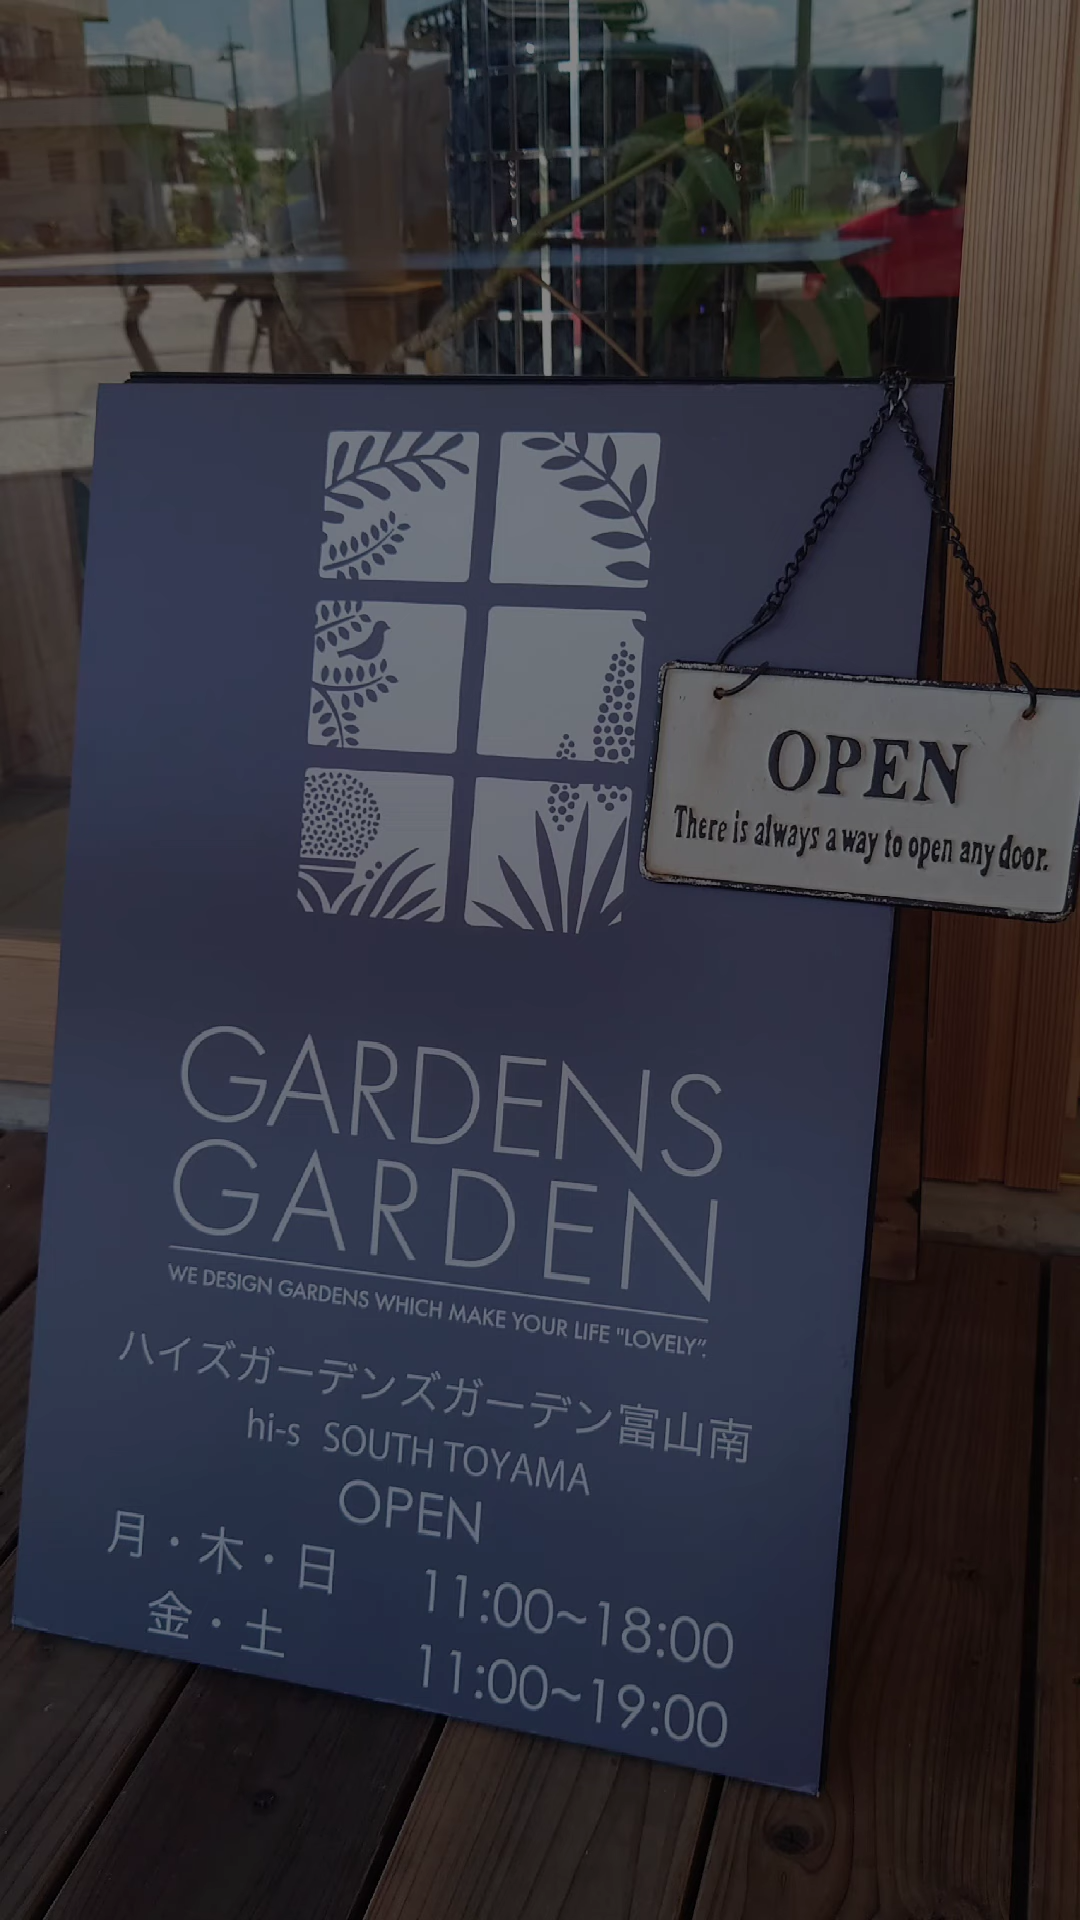 OPEN
There is always a way to open any door.
GARDENS
GARDEN
WE DESIGN GARDENS WHICH MAKE YOUR LIFE "LOVELY".
ハイズガーデンズガーデン富山南
hi-s SOUTH TOYAMA
OPEN
月・木・日 11:00~18:00
金・土 11:00~19:00